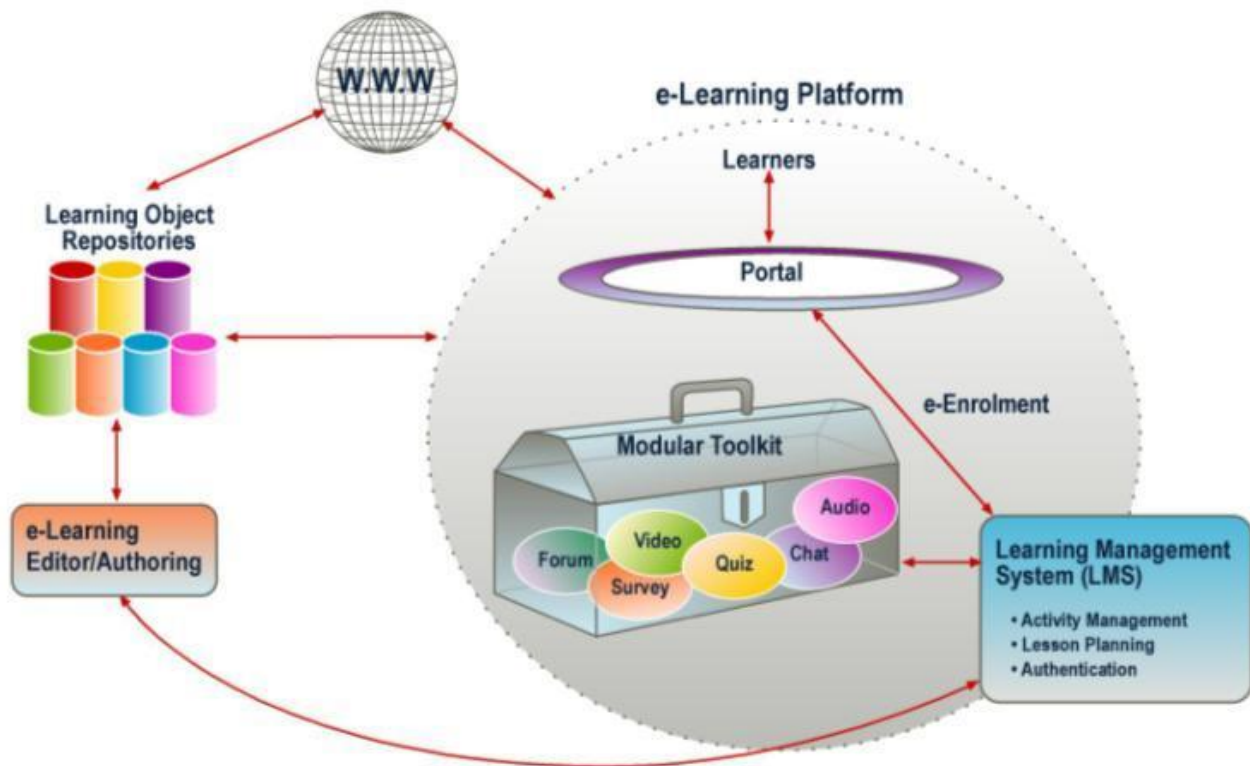 W.W.W
e-Learning Platform
Learners
Learning Object
Repositories
Portal
e-Enrolment
Modular Toolkit
Audio
Video
Forum
Quiz
Chat
Survey
e-Learning
Editor/Authoring
Learning Management
System (LMS)
• Activity Management
• Lesson Planning
• Authentication